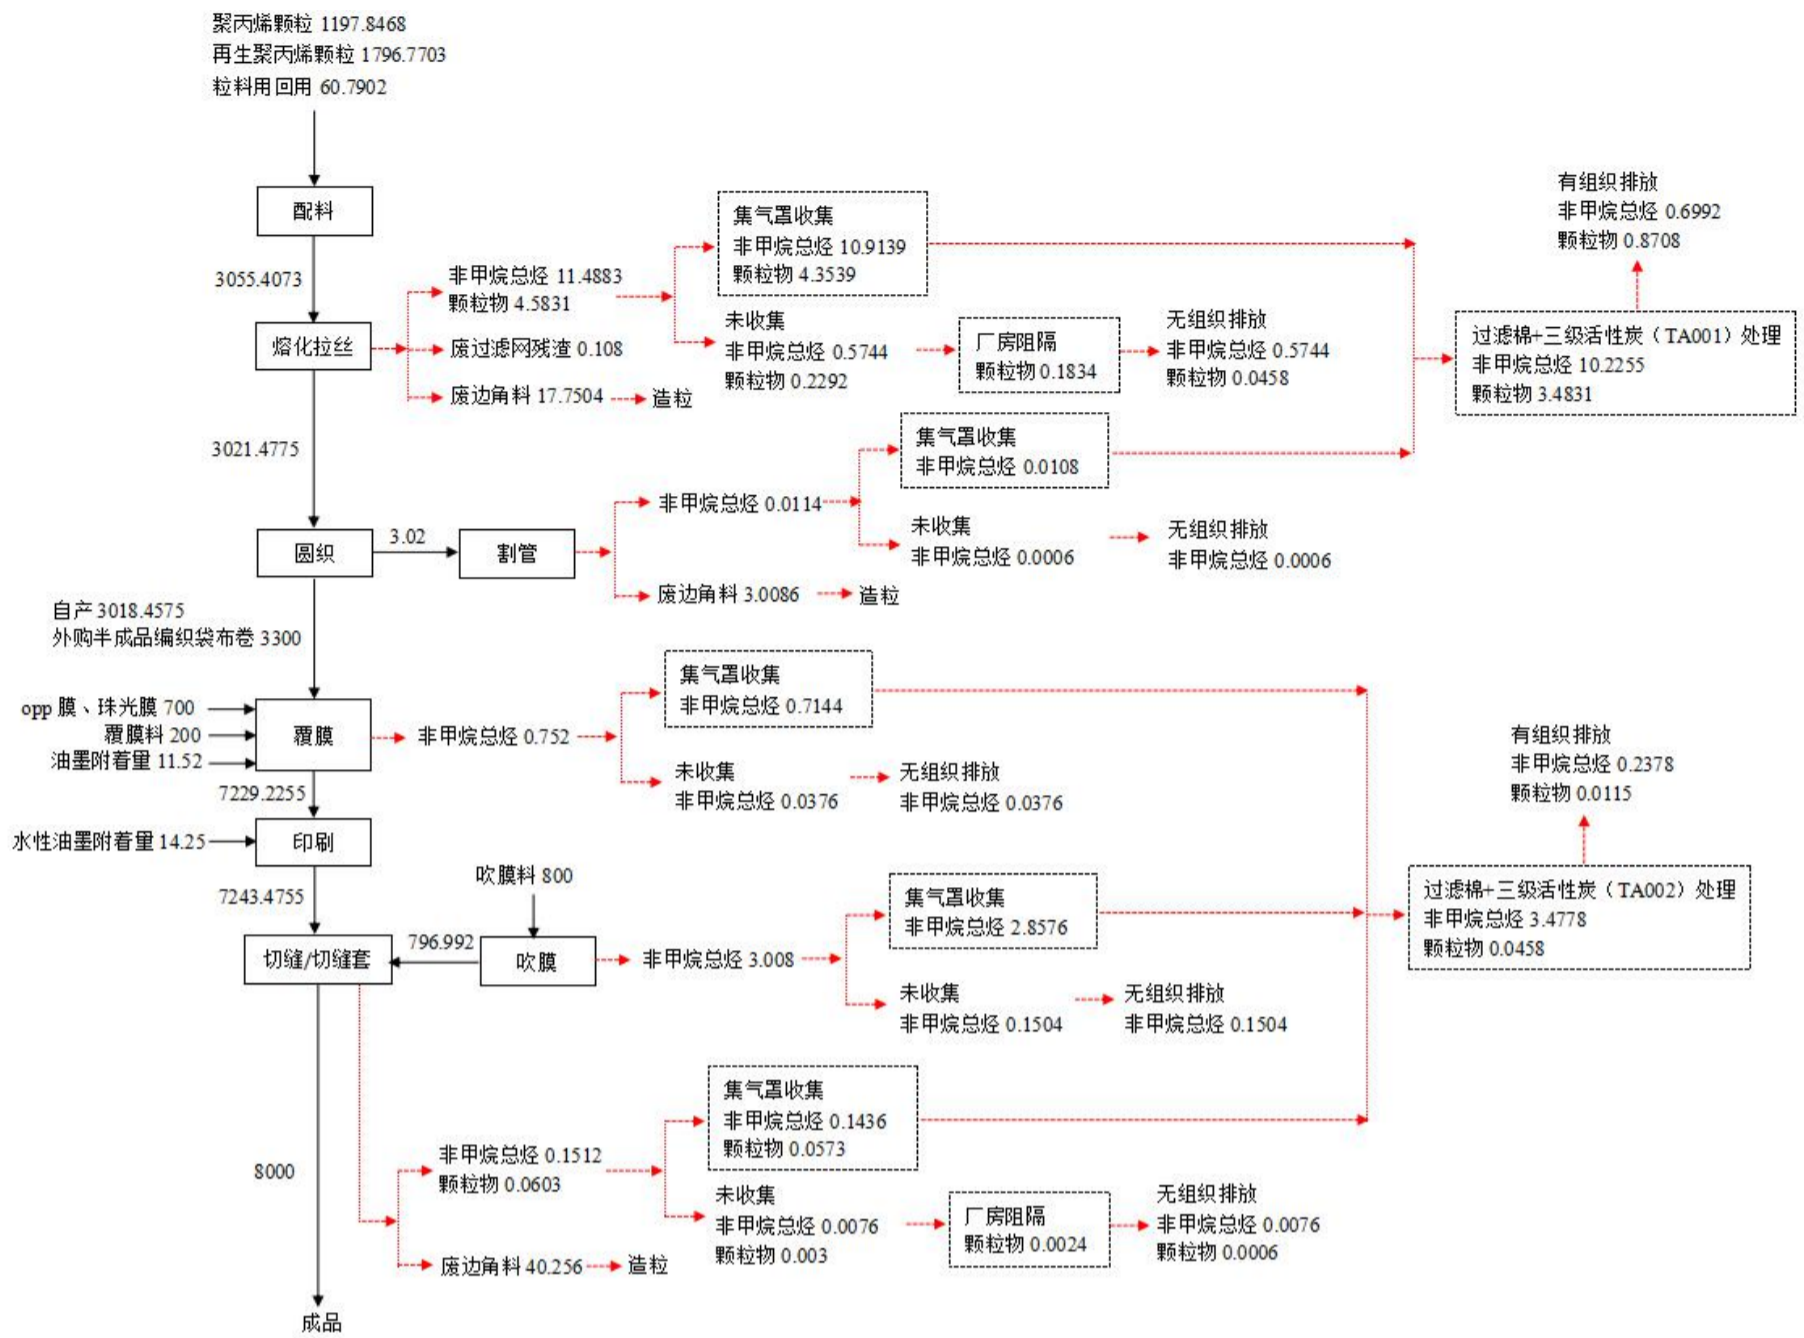 聚丙烯颗粒 1197.8468
再生聚丙烯颗粒 1796.7703
粒料用回用 60.7902
配料
3055.4073
熔化拉丝
非甲烷总烃 11.4883
颗粒物 4.5831
废过滤网残渣 0.108
废边角料 17.7504
造粒
集气罩收集
非甲烷总烃 10.9139
颗粒物 4.3539
未收集
非甲烷总烃 0.5744
颗粒物 0.2292
厂房阻隔
颗粒物 0.1834
无组织排放
非甲烷总烃 0.5744
颗粒物 0.0458
有组织排放
非甲烷总烃 0.6992
颗粒物 0.8708
过滤棉+三级活性炭（TA001）处理
非甲烷总烃 10.2255
颗粒物 3.4831
3021.4775
圆织
3.02
割管
非甲烷总烃 0.0114
废边角料 3.0086
造粒
集气罩收集
非甲烷总烃 0.0108
未收集
非甲烷总烃 0.0006
无组织排放
非甲烷总烃 0.0006
自产 3018.4575
外购半成品编织袋布卷 3300
opp 膜、珠光膜 700
覆膜料 200
油墨附着量 11.52
覆膜
非甲烷总烃 0.752
集气罩收集
非甲烷总烃 0.7144
未收集
非甲烷总烃 0.0376
无组织排放
非甲烷总烃 0.0376
7229.2255
水性油墨附着量 14.25
印刷
7243.4755
有组织排放
非甲烷总烃 0.2378
颗粒物 0.0115
过滤棉+三级活性炭（TA002）处理
非甲烷总烃 3.4778
颗粒物 0.0458
吹膜料 800
切缝/切缝套
796.992
吹膜
非甲烷总烃 3.008
集气罩收集
非甲烷总烃 2.8576
未收集
非甲烷总烃 0.1504
无组织排放
非甲烷总烃 0.1504
8000
非甲烷总烃 0.1512
颗粒物 0.0603
废边角料 40.256
造粒
集气罩收集
非甲烷总烃 0.1436
颗粒物 0.0573
未收集
非甲烷总烃 0.0076
颗粒物 0.003
厂房阻隔
颗粒物 0.0024
无组织排放
非甲烷总烃 0.0076
颗粒物 0.0006
成品